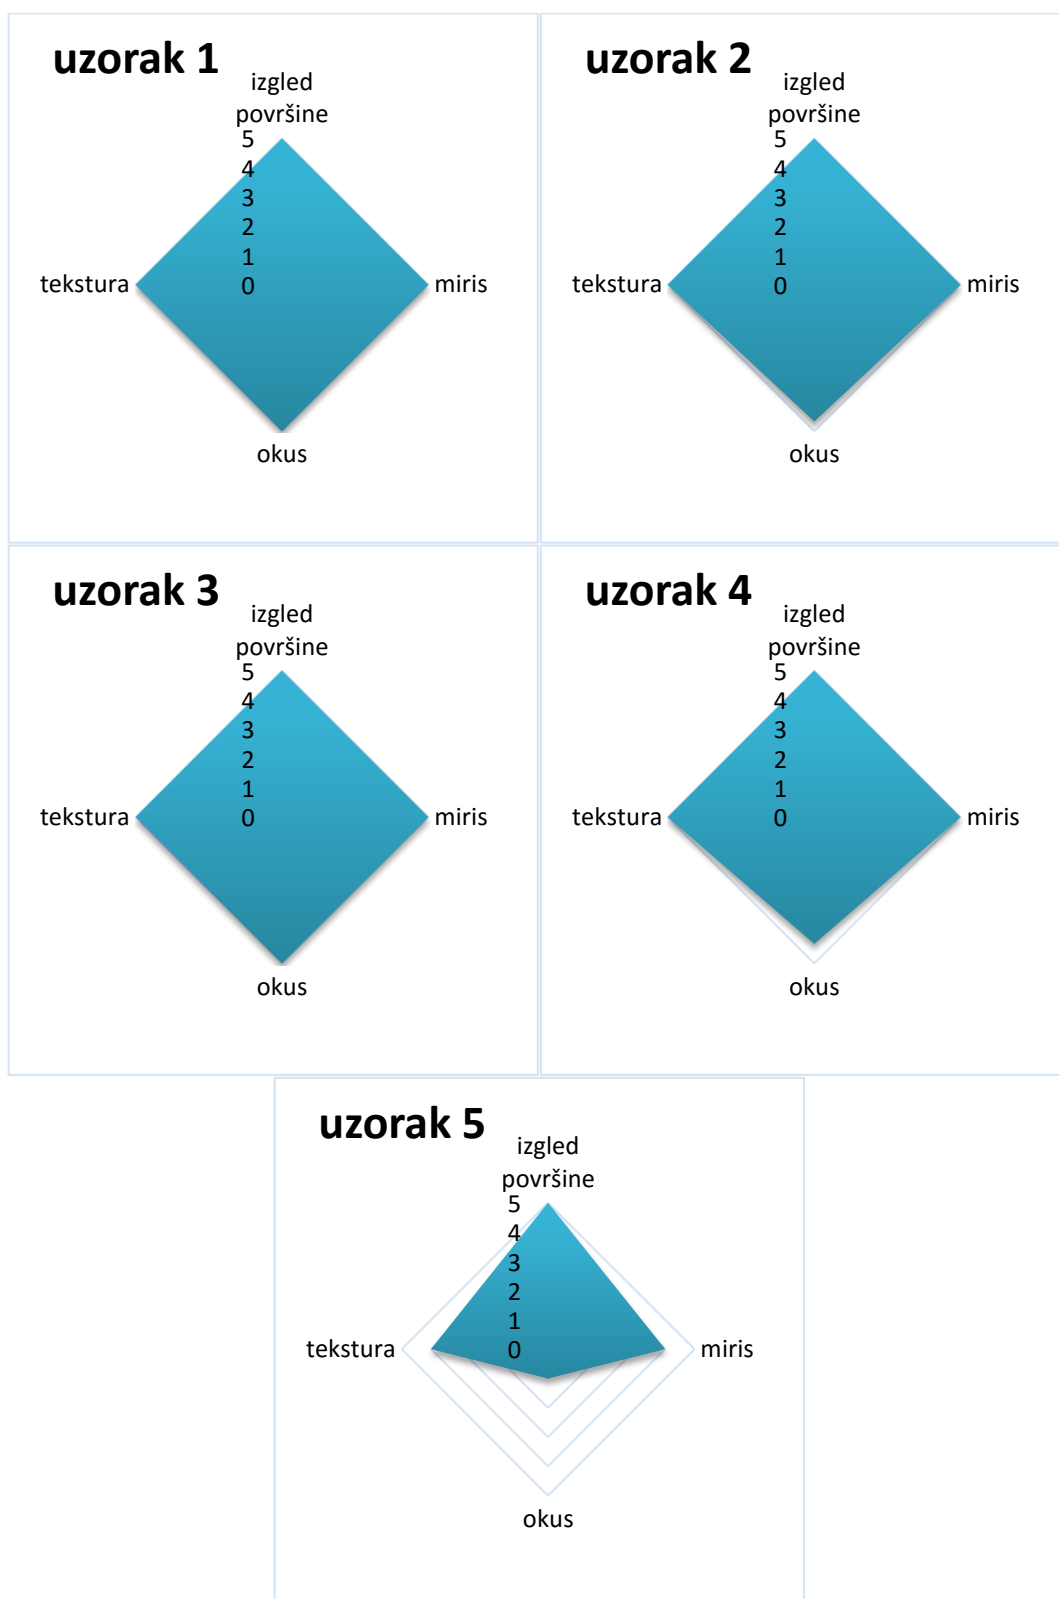 uzorak 1
izgled
površine
5
4
3
2
1
0
tekstura
miris
okus
uzorak 2
izgled
površine
5
4
3
2
1
0
tekstura
miris
okus
uzorak 3
izgled
površine
5
4
3
2
1
0
tekstura
miris
okus
uzorak 4
izgled
površine
5
4
3
2
1
0
tekstura
miris
okus
uzorak 5
izgled
površine
5
4
3
2
1
0
tekstura
miris
okus